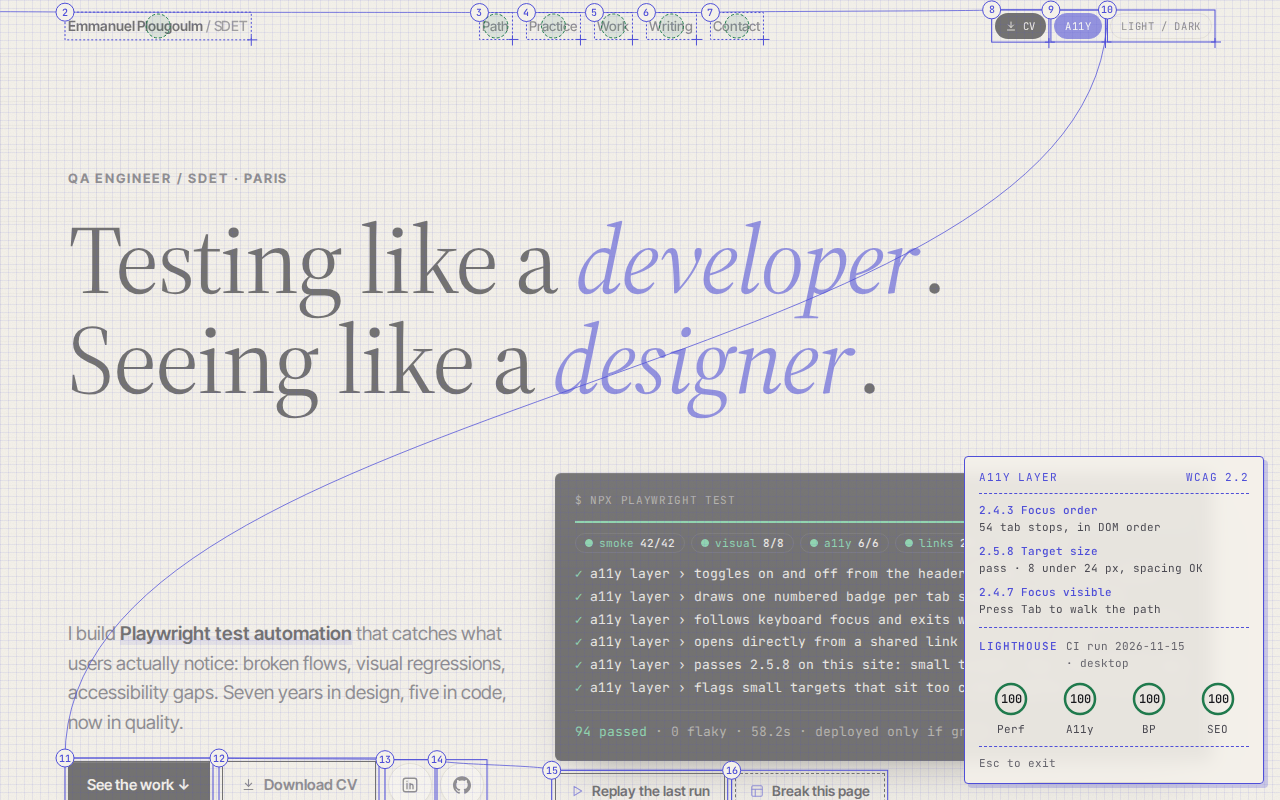 2 Emmanuel Plougoulm / SDET
3 Path 4 Practice 5 Work 6 Writing 7 Contact
8 CV 9 A11Y 10 LIGHT / DARK
QA ENGINEER / SDET · PARIS
Testing like a developer.
Seeing like a designer.
I build Playwright test automation that catches what
users actually notice: broken flows, visual regressions,
accessibility gaps. Seven years in design, five in code,
now in quality.
11 See the work ↓ 12 Download CV 13 in 14
$ NPX PLAYWRIGHT TEST
smoke 42/42 visual 8/8 a11y 6/6 links
✓ a11y layer › toggles on and off from the header
✓ a11y layer › draws one numbered badge per tab
✓ a11y layer › follows keyboard focus and exits
✓ a11y layer › opens directly from a shared link
✓ a11y layer › passes 2.5.8 on this site: small
✓ a11y layer › flags small targets that sit too
94 passed · 0 flaky · 58.2s · deployed only if
15 Replay the last run 16 Break this page
A11Y LAYER WCAG 2.2
2.4.3 Focus order
54 tab stops, in DOM order
2.5.8 Target size
pass · 8 under 24 px, spacing OK
2.4.7 Focus visible
Press Tab to walk the path
LIGHTHOUSE CI run 2026-11-15
· desktop
100 100 100 100
Perf A11y BP SEO
Esc to exit